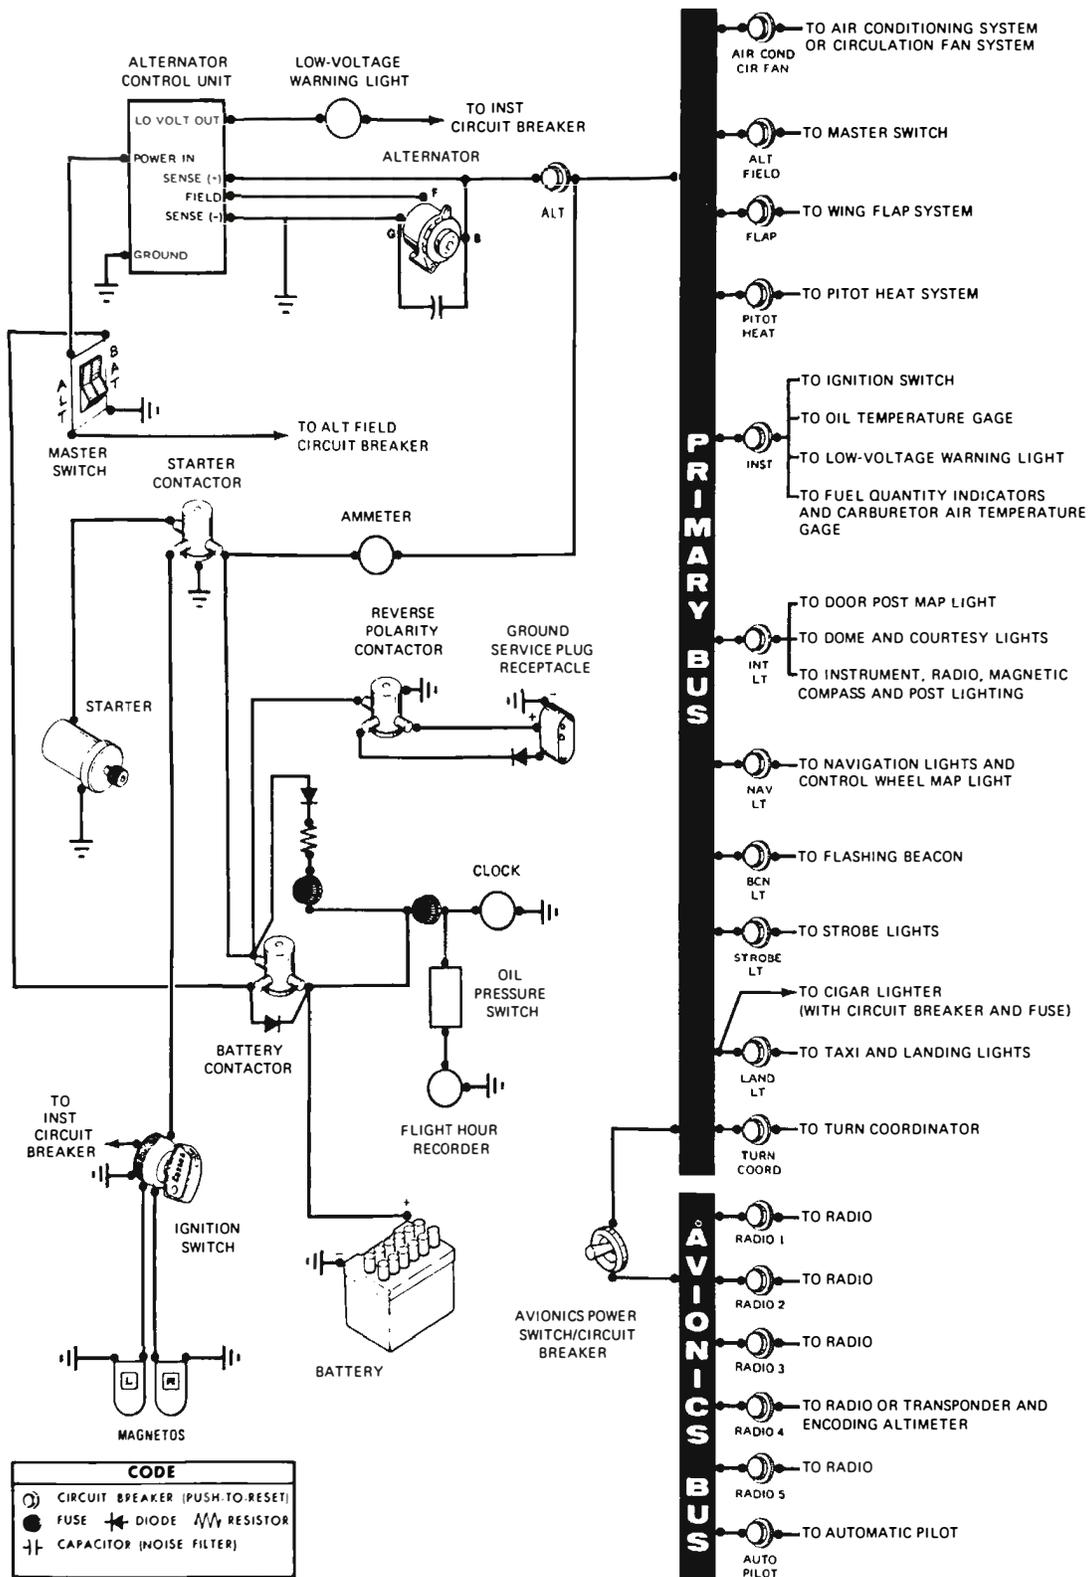 ALTERNATOR
CONTROL UNIT
LOW-VOLTAGE
WARNING LIGHT
LO VOLT OUT
POWER IN
SENSE (+)
FIELD
SENSE (-)
GROUND
TO INST
CIRCUIT BREAKER
ALTERNATOR
F
G
B
ALT
BAT
ALT
MASTER
SWITCH
TO ALT FIELD
CIRCUIT BREAKER
STARTER
CONTACTOR
AMMETER
REVERSE
POLARITY
CONTACTOR
GROUND
SERVICE PLUG
RECEPTACLE
-
+
STARTER
CLOCK
OIL
PRESSURE
SWITCH
BATTERY
CONTACTOR
FLIGHT HOUR
RECORDER
TO
INST
CIRCUIT
BREAKER
IGNITION
SWITCH
+
-
BATTERY
L
R
MAGNETOS
AVIONICS POWER
SWITCH/CIRCUIT
BREAKER
PRIMARY BUS
AIR COND
CIR FAN
TO AIR CONDITIONING SYSTEM
OR CIRCULATION FAN SYSTEM
ALT
FIELD
TO MASTER SWITCH
FLAP
TO WING FLAP SYSTEM
PITOT
HEAT
TO PITOT HEAT SYSTEM
INST
TO IGNITION SWITCH
TO OIL TEMPERATURE GAGE
TO LOW-VOLTAGE WARNING LIGHT
TO FUEL QUANTITY INDICATORS
AND CARBURETOR AIR TEMPERATURE
GAGE
INT
LT
TO DOOR POST MAP LIGHT
TO DOME AND COURTESY LIGHTS
TO INSTRUMENT, RADIO, MAGNETIC
COMPASS AND POST LIGHTING
NAV
LT
TO NAVIGATION LIGHTS AND
CONTROL WHEEL MAP LIGHT
BCN
LT
TO FLASHING BEACON
STROBE
LT
TO STROBE LIGHTS
TO CIGAR LIGHTER
(WITH CIRCUIT BREAKER AND FUSE)
LAND
LT
TO TAXI AND LANDING LIGHTS
TURN
COORD
TO TURN COORDINATOR
AVIONICS BUS
RADIO 1
TO RADIO
RADIO 2
TO RADIO
RADIO 3
TO RADIO
RADIO 4
TO RADIO OR TRANSPONDER AND
ENCODING ALTIMETER
RADIO 5
TO RADIO
AUTO
PILOT
TO AUTOMATIC PILOT
CODE
CIRCUIT BREAKER (PUSH-TO-RESET)
FUSE DIODE RESISTOR
CAPACITOR (NOISE FILTER)